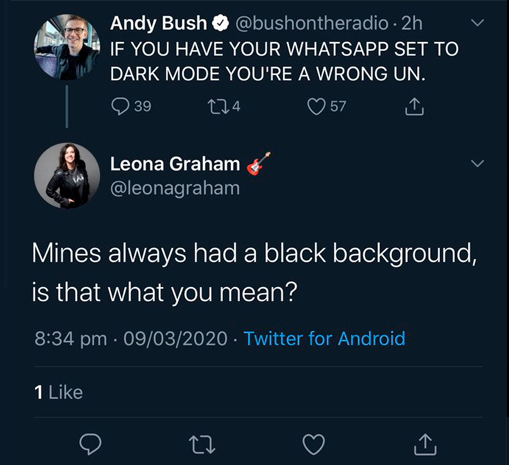 Andy Bush @bushontheradio · 2h
IF YOU HAVE YOUR WHATSAPP SET TO
DARK MODE YOU'RE A WRONG UN.
39 4 57
Leona Graham 🎸
@leonagraham
Mines always had a black background,
is that what you mean?
8:34 pm · 09/03/2020 · Twitter for Android
1 Like